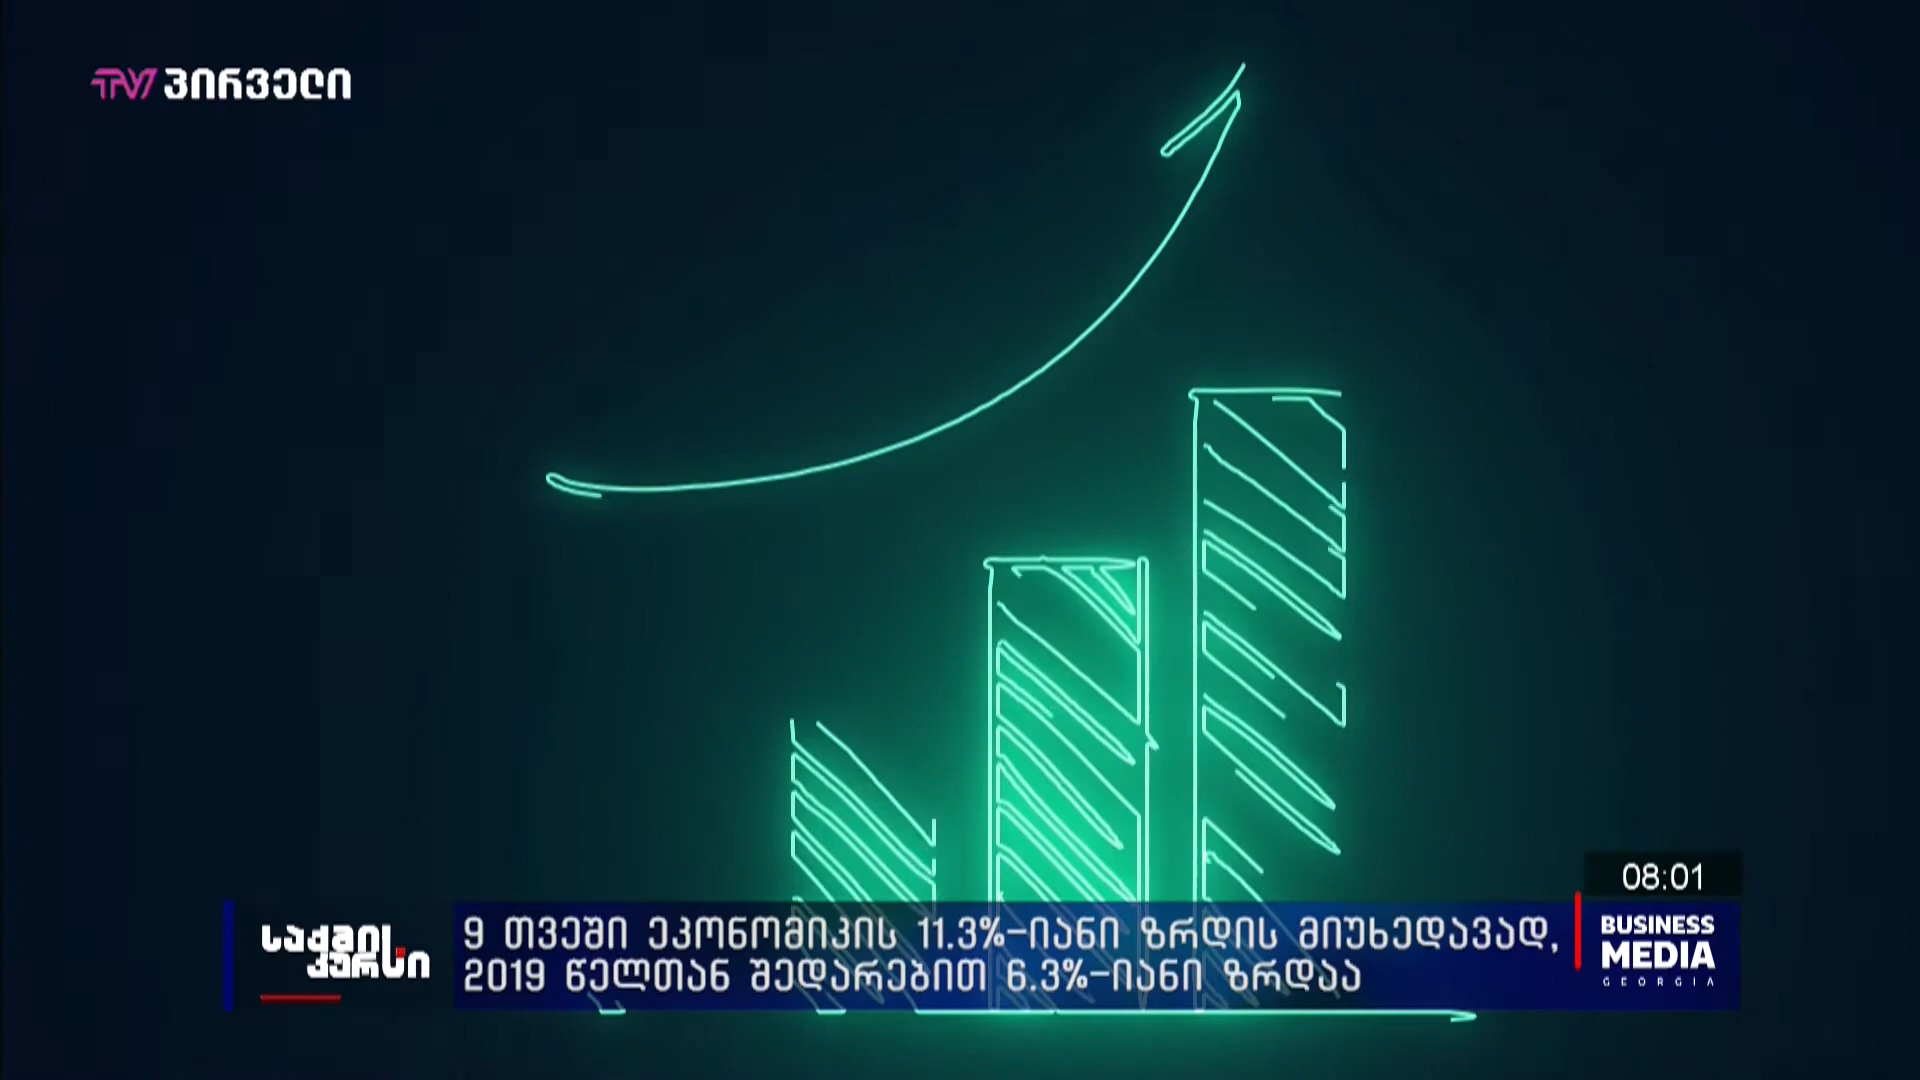 TV პირველი
08:01
საქმის
კურსი
9 თვეში ეკონომიკის 11.3%-იანი ზრდის მიუხედავად,
2019 წელთან შედარებით 6.3%-იანი ზრდაა
BUSINESS
MEDIA
GEORGIA